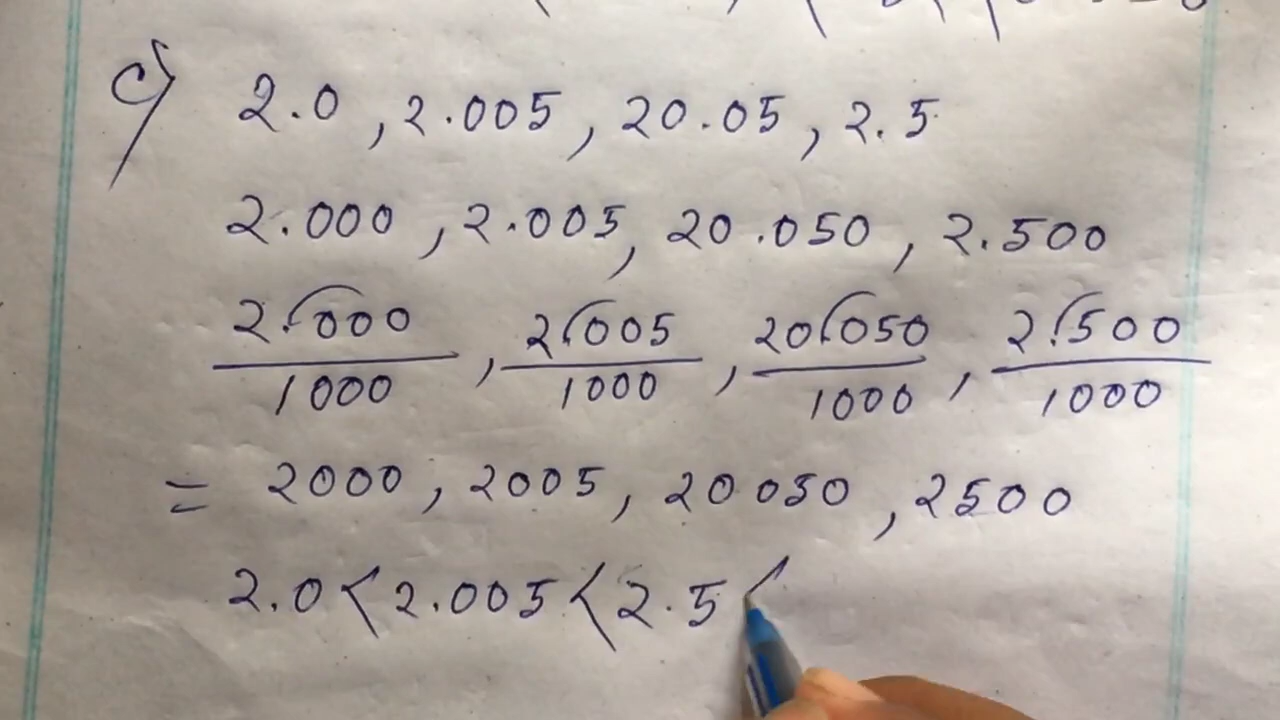 c) 2.0, 2.005, 20.05, 2.5
2.000, 2.005, 20.050, 2.500
2.000/1000, 2.005/1000, 20.050/1000, 2.500/1000
= 2000, 2005, 20050, 2500
2.0 < 2.005 < 2.5 <